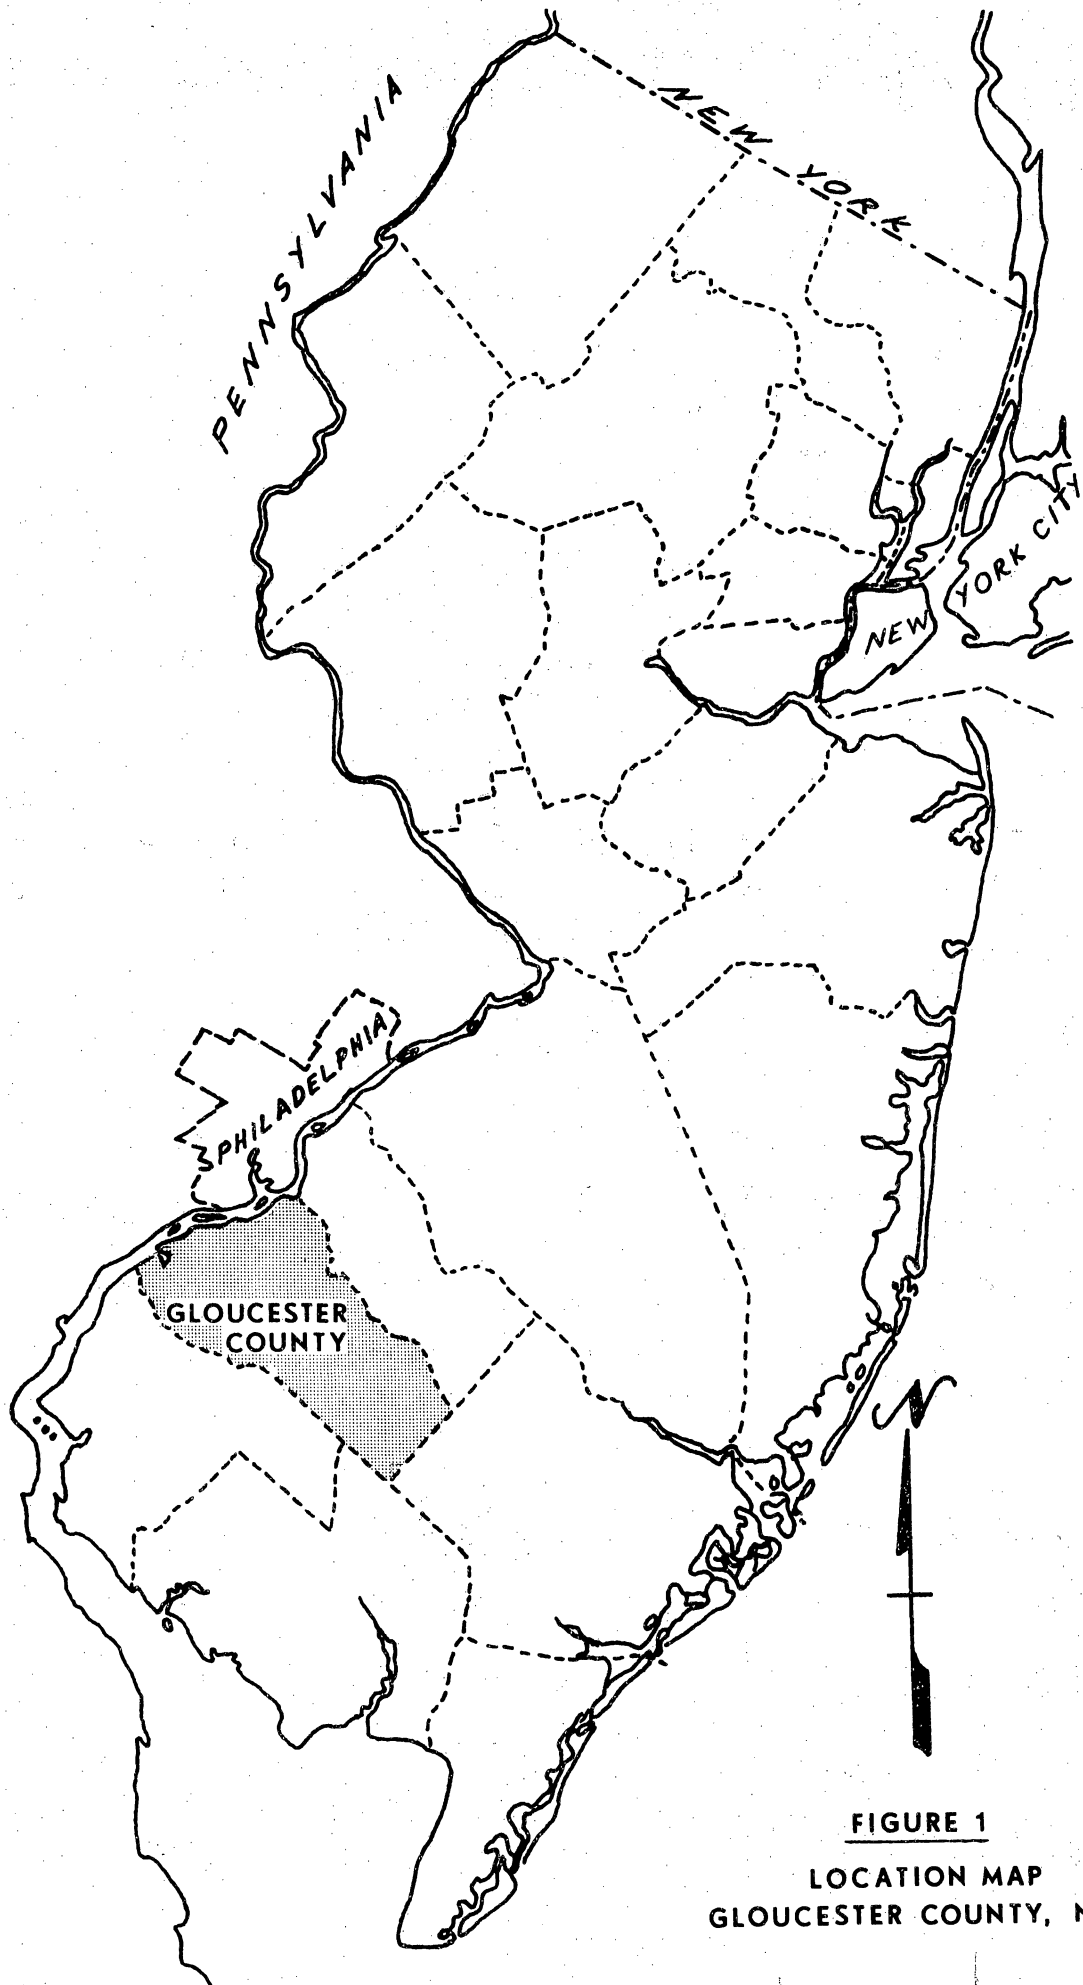 PENNSYLVANIA
NEW YORK
NEW YORK CITY
PHILADELPHIA
GLOUCESTER
COUNTY
N
FIGURE 1
LOCATION MAP
GLOUCESTER COUNTY,